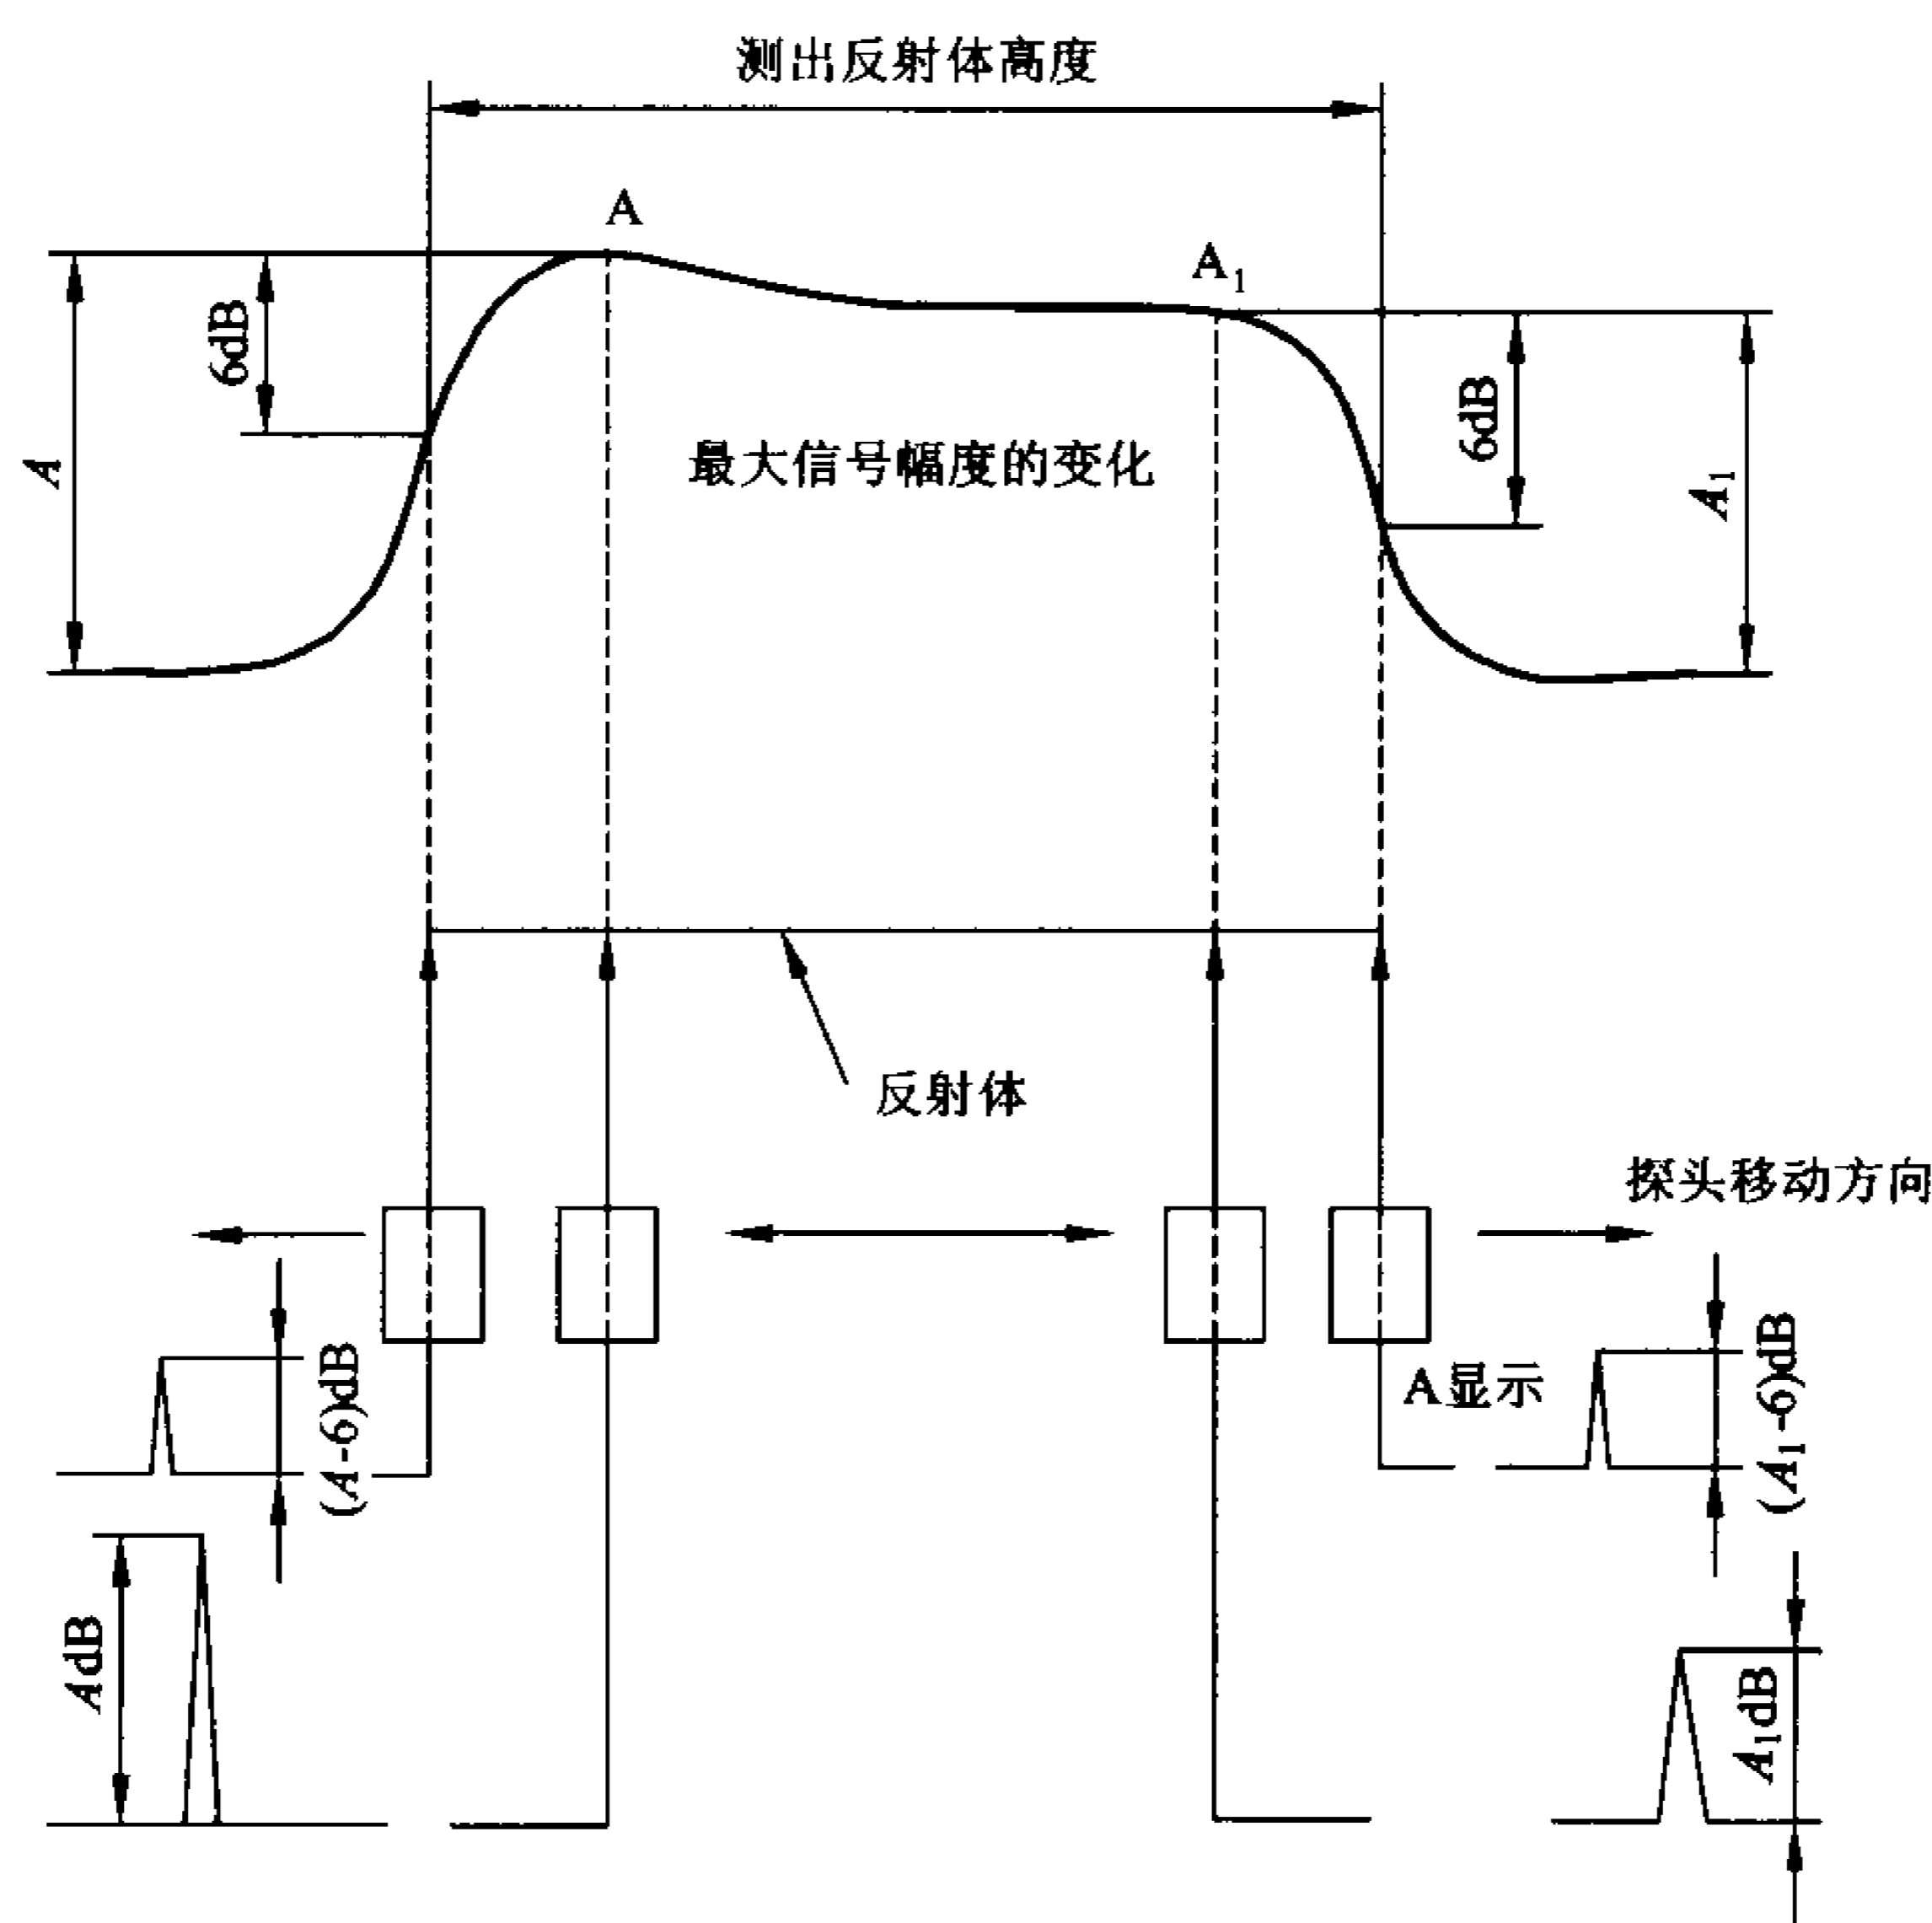 测出反射体高度
A
A₁
6dB
A
最大信号幅度的变化
6dB
A₁
反射体
探头移动方向
(A-6)dB
A显示
(A₁-6)dB
AdB
A₁dB